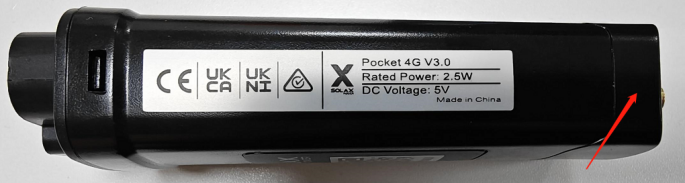 CE
UK
CA
UK
NI
X
SOLAX
Pocket 4G V3.0
Rated Power: 2.5W
DC Voltage: 5V
Made in China